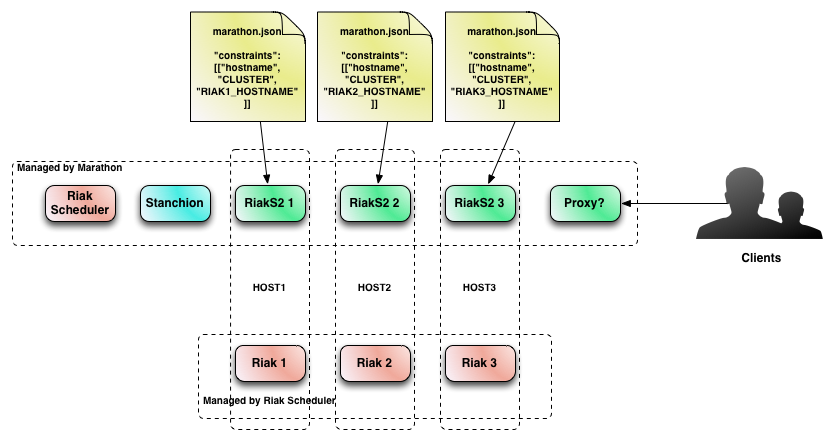 marathon.json
"constraints":
[["hostname",
"CLUSTER",
"RIAK1_HOSTNAME"
]]
marathon.json
"constraints":
[["hostname",
"CLUSTER",
"RIAK2_HOSTNAME"
]]
marathon.json
"constraints":
[["hostname",
"CLUSTER",
"RIAK3_HOSTNAME"
]]
Managed by Marathon
Riak
Scheduler
Stanchion
RiakS2 1
RiakS2 2
RiakS2 3
Proxy?
Clients
HOST1
HOST2
HOST3
Riak 1
Riak 2
Riak 3
Managed by Riak Scheduler